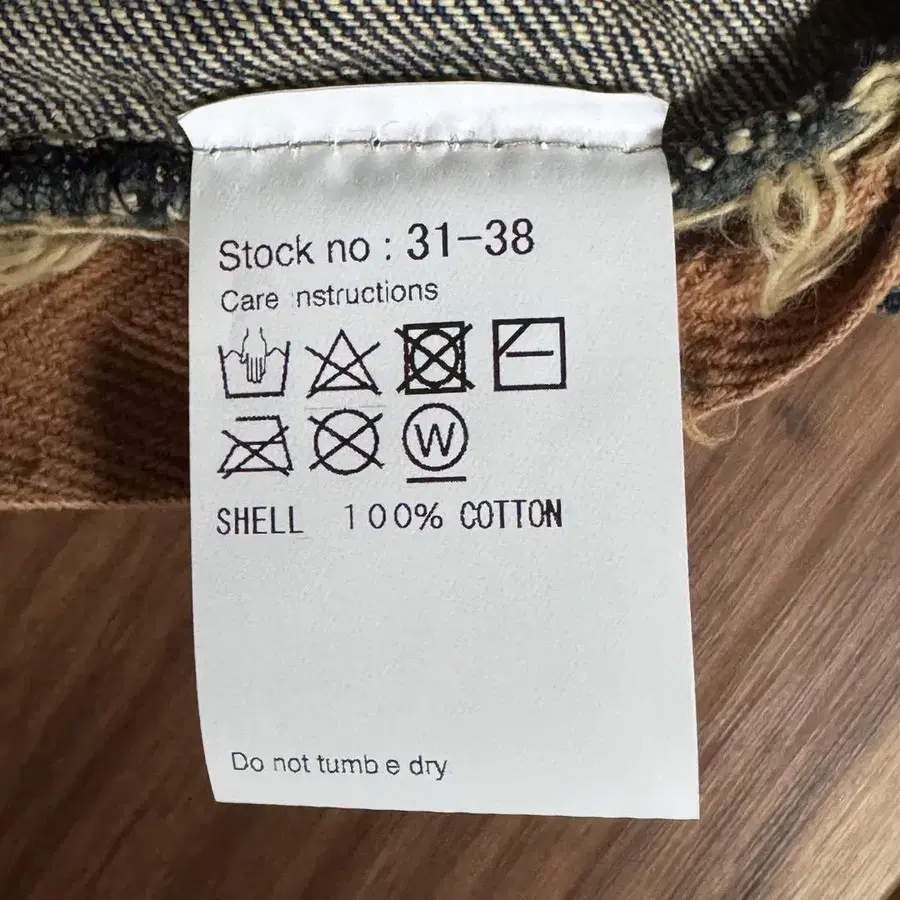 Stock no : 31-38
Care nstructions
W
SHELL 100% COTTON
Do not tumb e dry